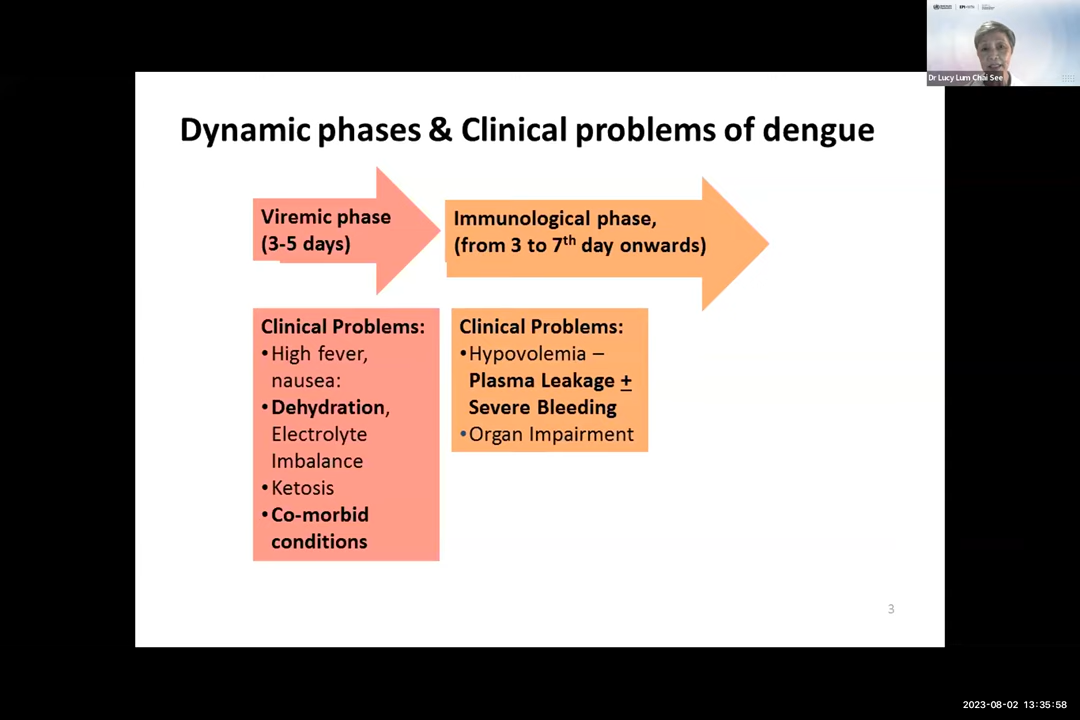 Dr Lucy Lum Chai See
Dynamic phases & Clinical problems of dengue
Viremic phase
(3-5 days)
Immunological phase,
(from 3 to 7th day onwards)
Clinical Problems:
•High fever,
nausea:
•Dehydration,
Electrolyte
Imbalance
•Ketosis
•Co-morbid
conditions
Clinical Problems:
•Hypovolemia –
Plasma Leakage +
Severe Bleeding
•Organ Impairment
3
2023-08-02 13:35:58